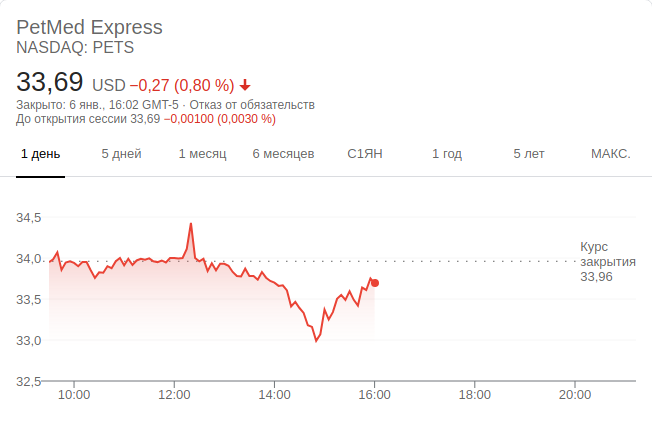 PetMed Express
NASDAQ: PETS
33,69 USD −0,27 (0,80 %)
Закрыто: 6 янв., 16:02 GMT-5 · Отказ от обязательств
До открытия сессии 33,69 −0,00100 (0,0030 %)
1 день 5 дней 1 месяц 6 месяцев С1ЯН 1 год 5 лет МАКС.
34,5
34,0
33,5
33,0
32,5
Курс
закрытия
33,96
10:00 12:00 14:00 16:00 18:00 20:00